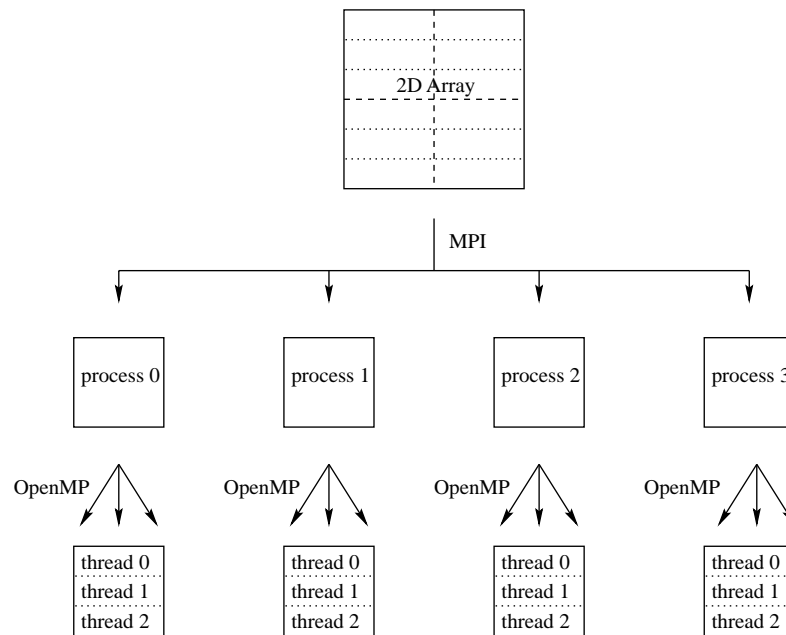 2D Array
MPI
process 0
process 1
process 2
process 3
OpenMP
OpenMP
OpenMP
OpenMP
thread 0
thread 0
thread 0
thread 0
thread 1
thread 1
thread 1
thread 1
thread 2
thread 2
thread 2
thread 2